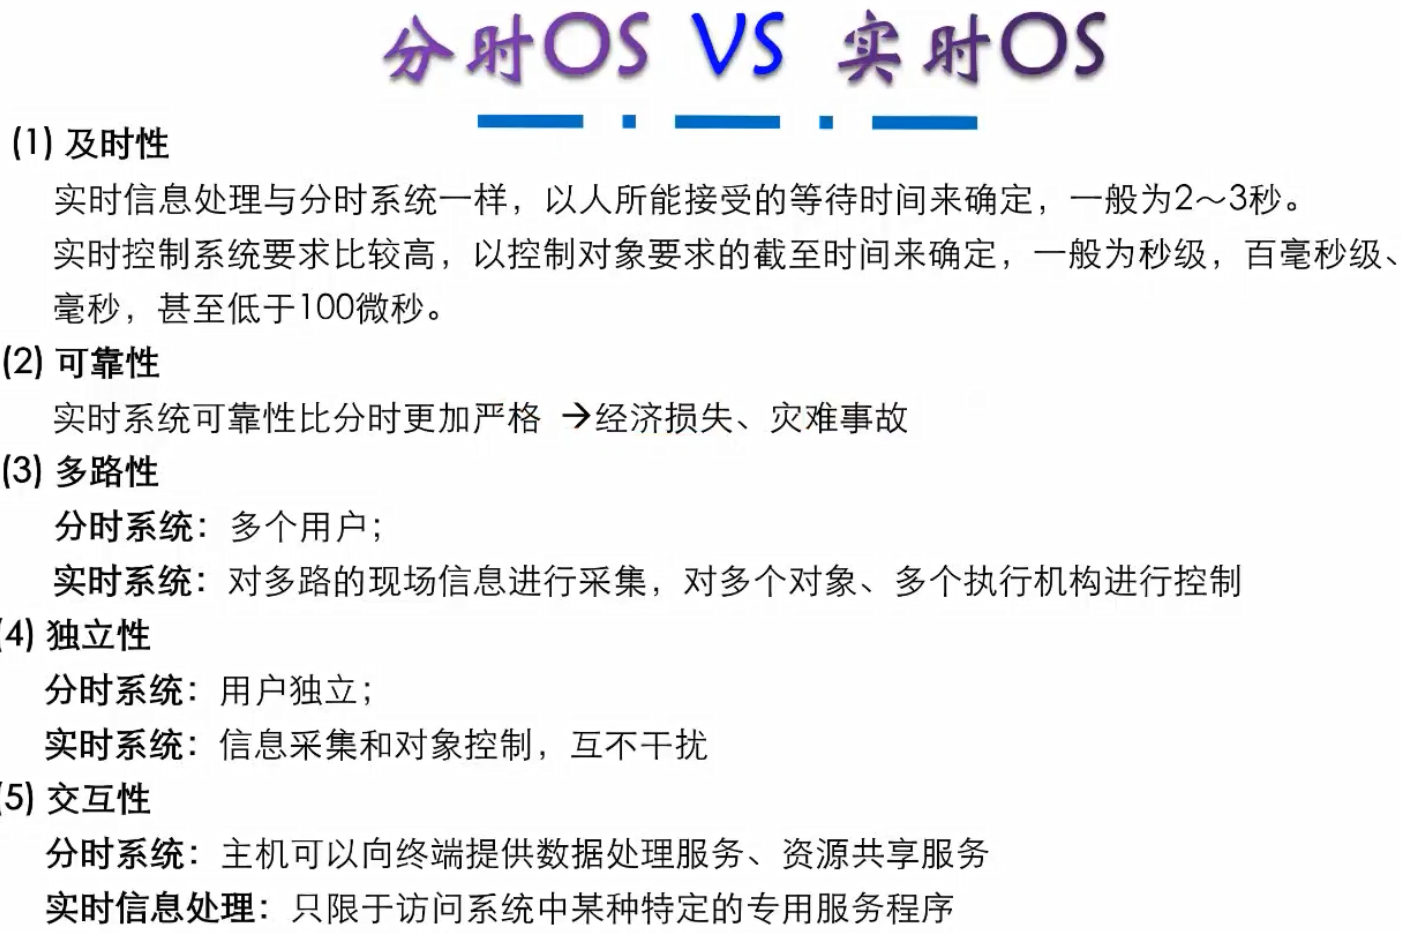 分时OS VS 实时OS
(1) 及时性
实时信息处理与分时系统一样，以人所能接受的等待时间来确定，一般为2～3秒。
实时控制系统要求比较高，以控制对象要求的截至时间来确定，一般为秒级，百毫秒级、
毫秒，甚至低于100微秒。
(2) 可靠性
实时系统可靠性比分时更加严格 →经济损失、灾难事故
(3) 多路性
分时系统：多个用户；
实时系统：对多路的现场信息进行采集，对多个对象、多个执行机构进行控制
(4) 独立性
分时系统：用户独立；
实时系统：信息采集和对象控制，互不干扰
(5) 交互性
分时系统：主机可以向终端提供数据处理服务、资源共享服务
实时信息处理：只限于访问系统中某种特定的专用服务程序